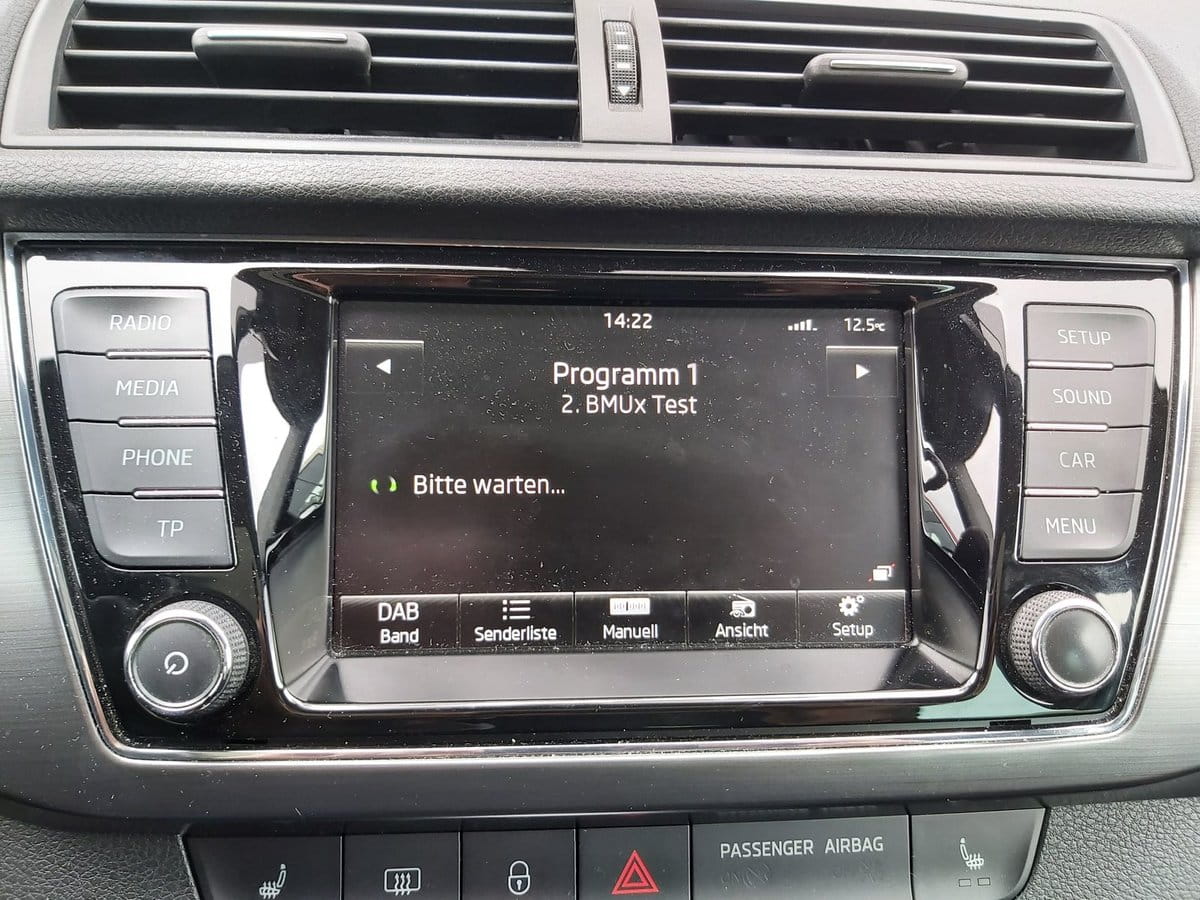 14:22
12.5°C
Programm 1
2. BMUx Test
Bitte warten...
DAB
Band
Senderliste
Manuell
Ansicht
Setup
RADIO
MEDIA
PHONE
TP
SETUP
SOUND
CAR
MENU
PASSENGER AIRBAG